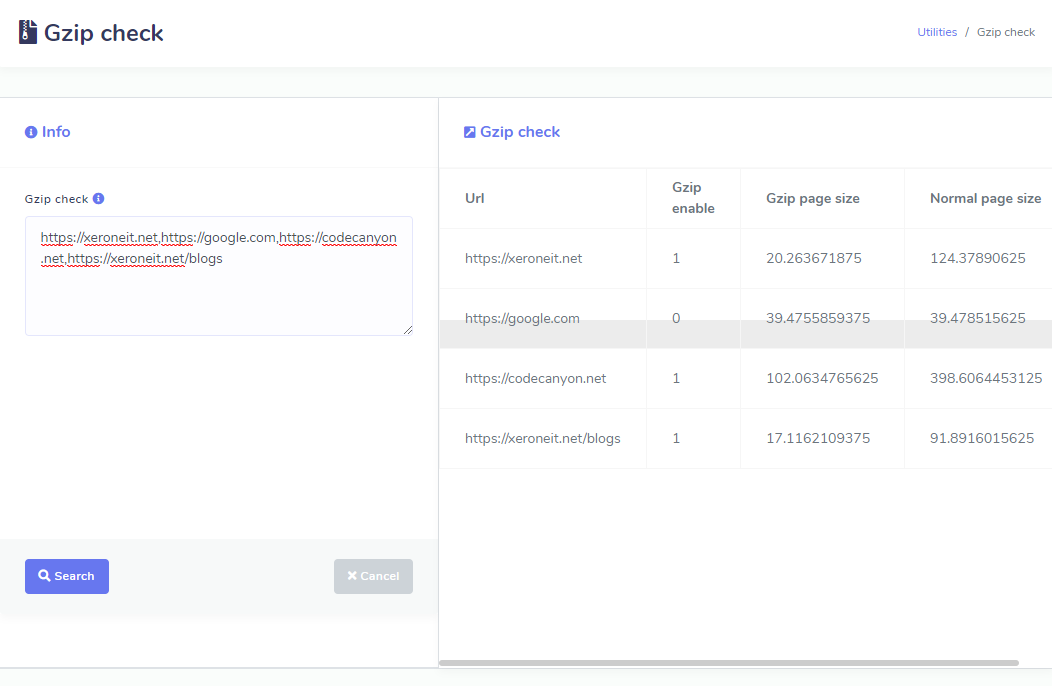 Gzip check
Utilities / Gzip check
Info
Gzip check
https://xeroneit.net,https://google.com,https://codecanyon
.net,https://xeroneit.net/blogs
Search
Cancel
Gzip check
Url Gzip enable Gzip page size Normal page size
https://xeroneit.net 1 20.263671875 124.37890625
https://google.com 0 39.4755859375 39.478515625
https://codecanyon.net 1 102.0634765625 398.6064453125
https://xeroneit.net/blogs 1 17.1162109375 91.8916015625